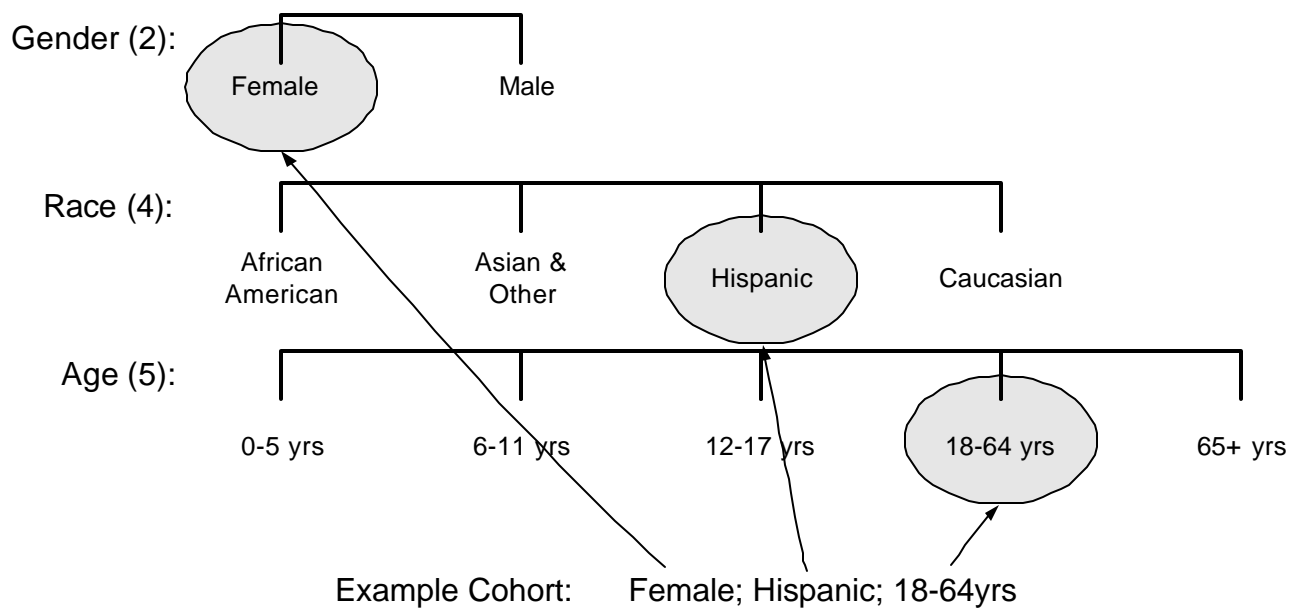 Gender (2):
Female
Male
Race (4):
African
American
Asian &
Other
Hispanic
Caucasian
Age (5):
0-5 yrs
6-11 yrs
12-17 yrs
18-64 yrs
65+ yrs
Example Cohort: Female; Hispanic; 18-64yrs